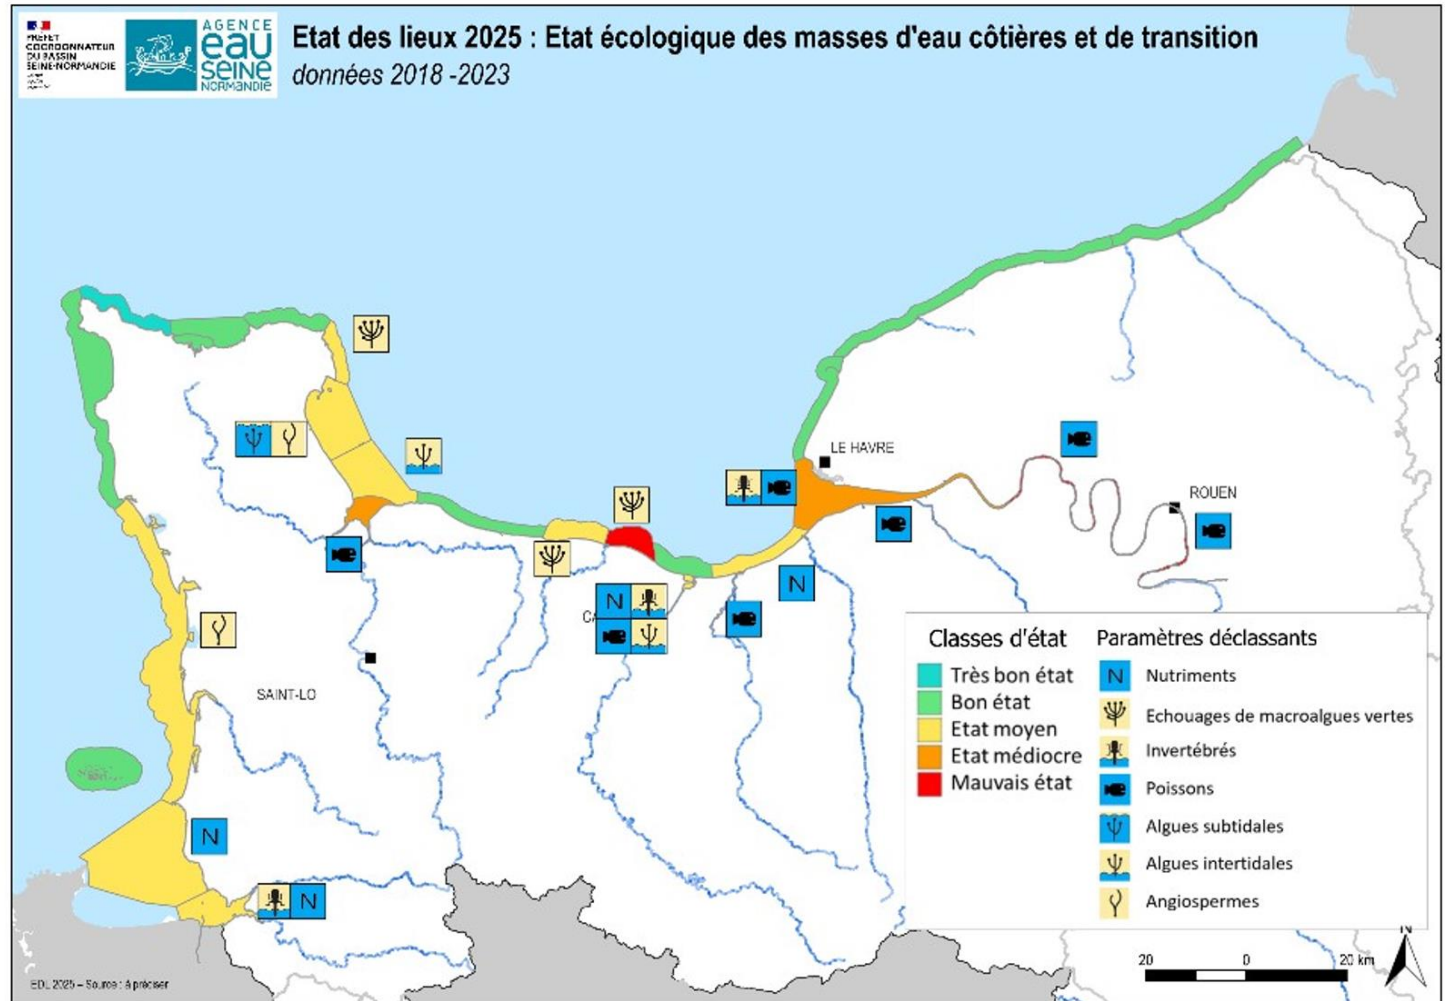 PRÉFET
COORDONNATEUR
DU BASSIN
SEINE-NORMANDIE
AGENCE
eau
SEINE
NORMANDIE
Etat des lieux 2025 : Etat écologique des masses d'eau côtières et de transition
données 2018 -2023
LE HAVRE
ROUEN
N
N
CA
SAINT-LO
N
N
Classes d'état
Très bon état
Bon état
Etat moyen
Etat médiocre
Mauvais état
Paramètres déclassants
N Nutriments
Echouages de macroalgues vertes
Invertébrés
Poissons
Algues subtidales
Algues intertidales
Angiospermes
N
20 0 20 km
EDL 2025 – Source : à préciser